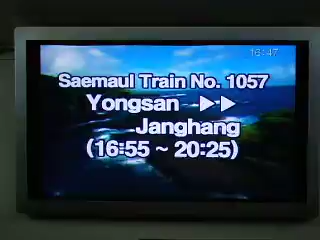 16:47
Saemaul Train No. 1057
Yongsan ▶▶
Janghang
(16:55 ~ 20:25)